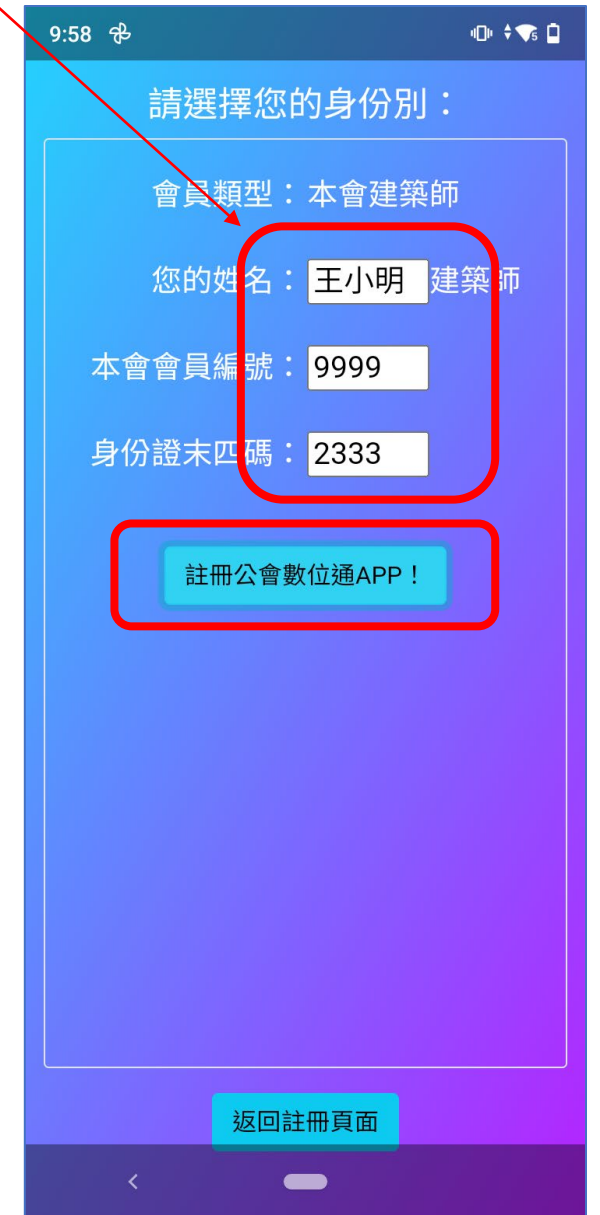 9:58
5
請選擇您的身份別：
會員類型：本會建築師
您的姓名：王小明 建築師
本會會員編號：9999
身份證末四碼：2333
註冊公會數位通APP！
返回註冊頁面